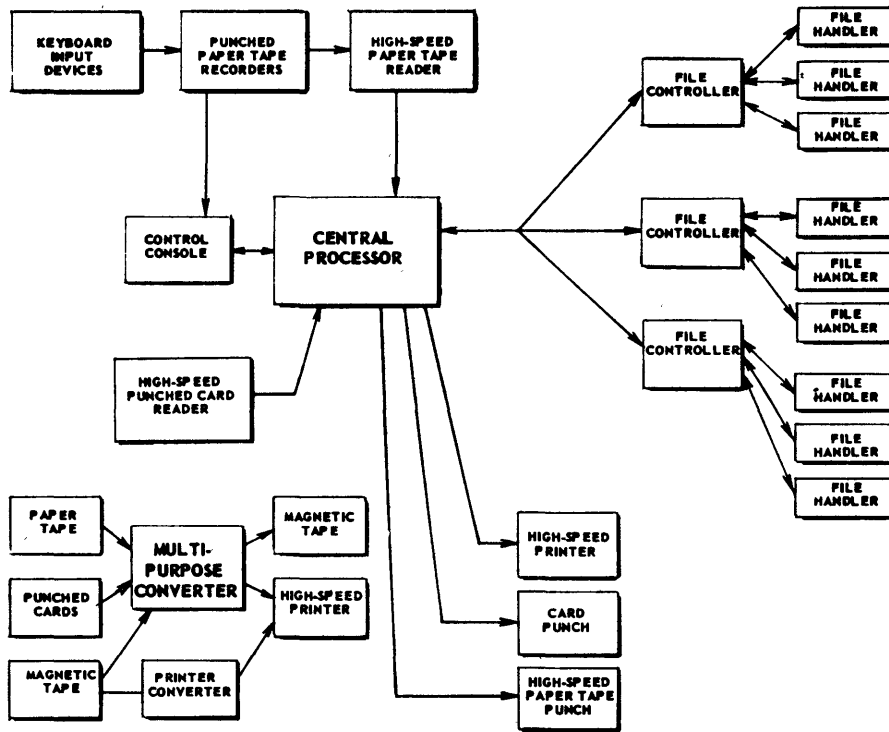 KEYBOARD
INPUT
DEVICES
PUNCHED
PAPER TAPE
RECORDERS
HIGH-SPEED
PAPER TAPE
READER
FILE
CONTROLLER
FILE
HANDLER
FILE
HANDLER
FILE
HANDLER
CONTROL
CONSOLE
CENTRAL
PROCESSOR
FILE
CONTROLLER
FILE
HANDLER
FILE
HANDLER
FILE
HANDLER
FILE
CONTROLLER
FILE
HANDLER
FILE
HANDLER
FILE
HANDLER
HIGH-SPEED
PUNCHED CARD
READER
PAPER
TAPE
PUNCHED
CARDS
MAGNETIC
TAPE
MULTI-
PURPOSE
CONVERTER
PRINTER
CONVERTER
MAGNETIC
TAPE
HIGH-SPEED
PRINTER
HIGH-SPEED
PRINTER
CARD
PUNCH
HIGH-SPEED
PAPER TAPE
PUNCH